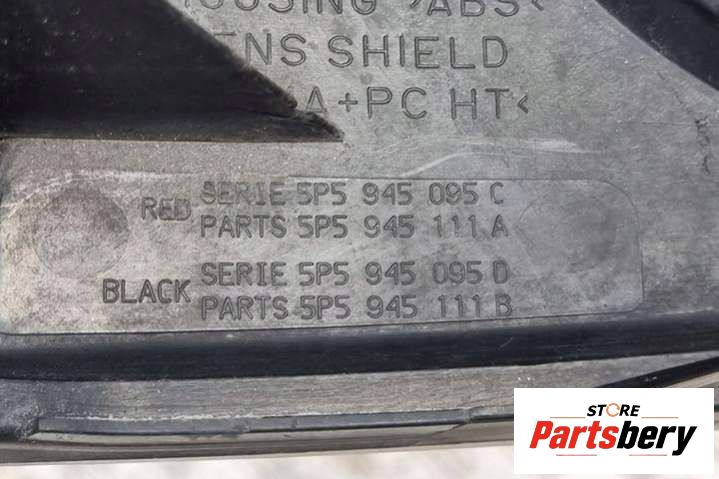 >ABS<
SHIELD
A+PC HT<
RED SERIE 5P5 945 095 C
PARTS 5P5 945 111 A
BLACK SERIE 5P5 945 095 D
PARTS 5P5 945 111 B
STORE
Partsbery